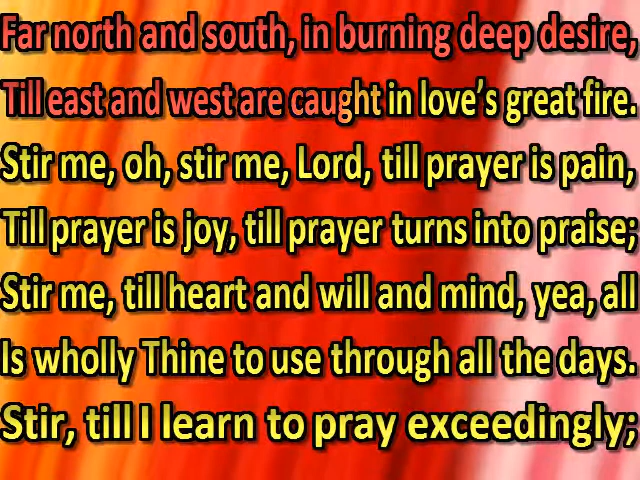 Far north and south, in burning deep desire,
Till east and west are caught in love’s great fire.
Stir me, oh, stir me, Lord, till prayer is pain,
Till prayer is joy, till prayer turns into praise;
Stir me, till heart and will and mind, yea, all
Is wholly Thine to use through all the days.
Stir, till I learn to pray exceedingly;